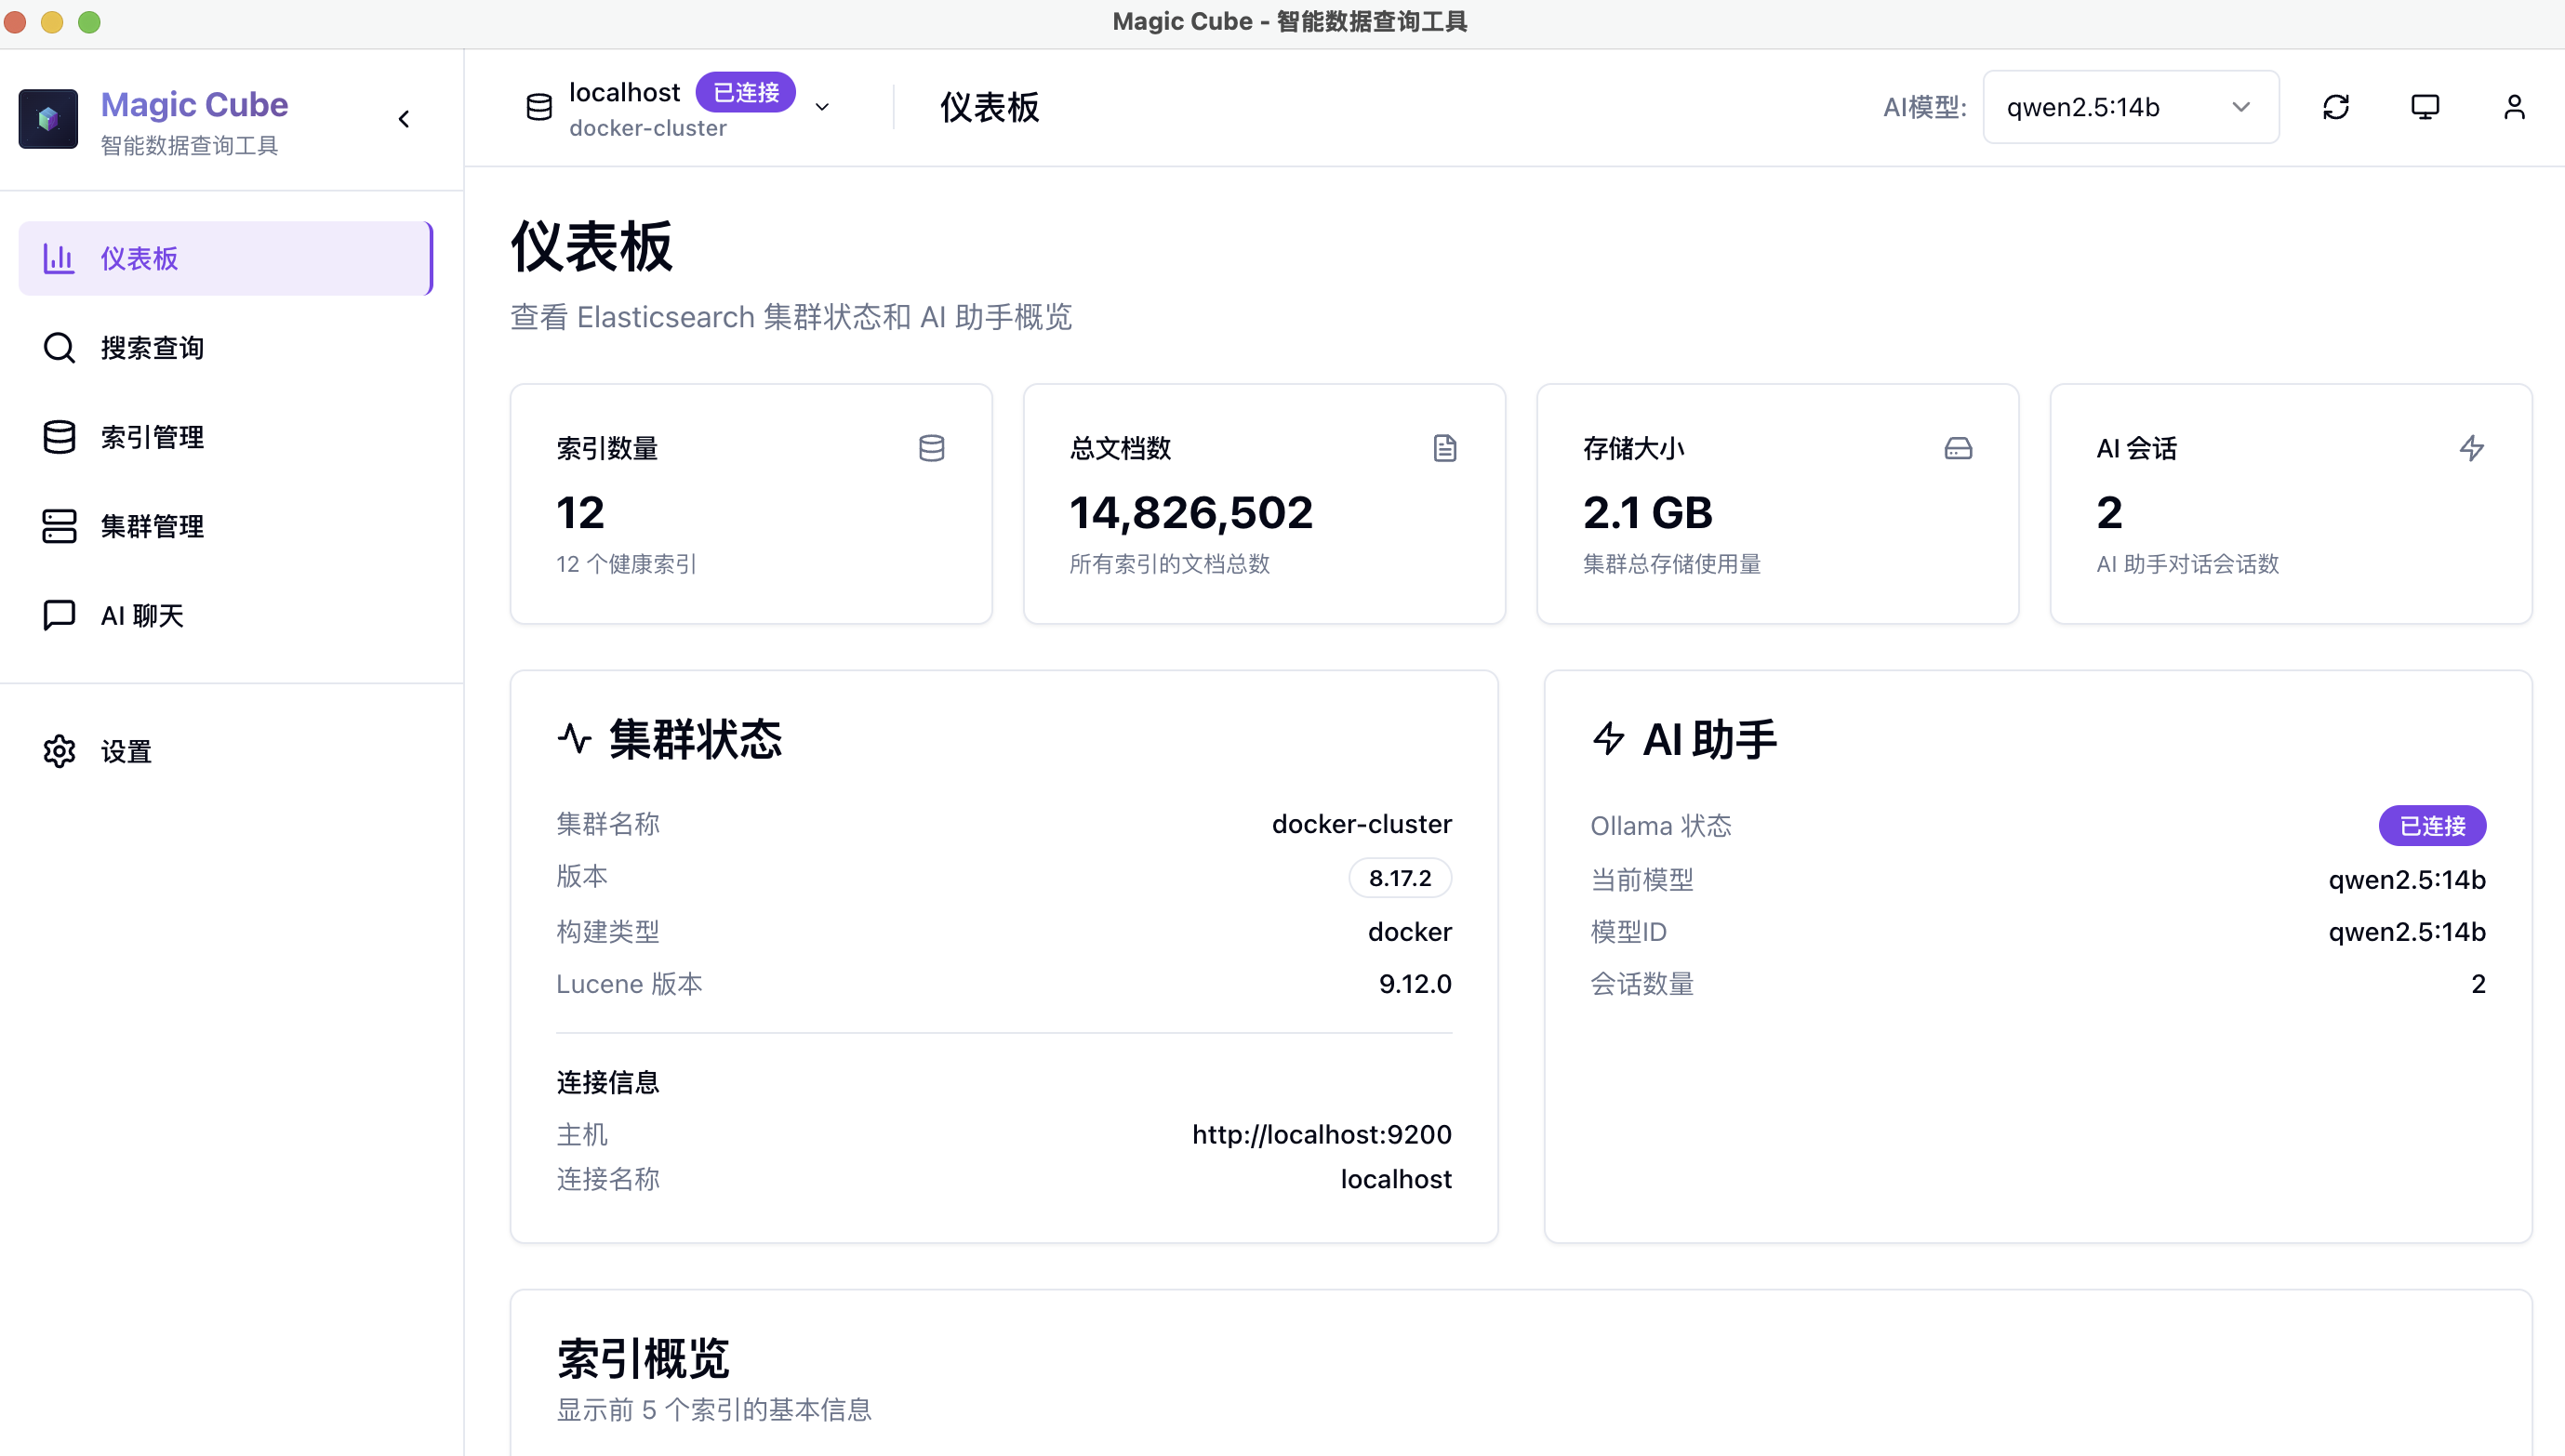 Magic Cube - 智能数据查询工具
Magic Cube
智能数据查询工具
仪表板
搜索查询
索引管理
集群管理
AI 聊天
设置
localhost 已连接
docker-cluster
仪表板
AI模型: qwen2.5:14b
仪表板
查看 Elasticsearch 集群状态和 AI 助手概览
索引数量
12
12 个健康索引
总文档数
14,826,502
所有索引的文档总数
存储大小
2.1 GB
集群总存储使用量
AI 会话
2
AI 助手对话会话数
集群状态
集群名称 docker-cluster
版本 8.17.2
构建类型 docker
Lucene 版本 9.12.0
连接信息
主机 http://localhost:9200
连接名称 localhost
AI 助手
Ollama 状态 已连接
当前模型 qwen2.5:14b
模型ID qwen2.5:14b
会话数量 2
索引概览
显示前 5 个索引的基本信息